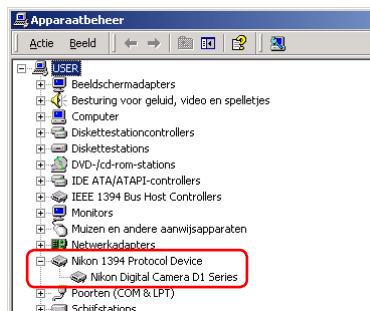 Apparaatbeheer
Actie Beeld
USER
Beeldschermadapters
Besturing voor geluid, video en spelletjes
Computer
Diskettestationcontrollers
Diskettestations
DVD-/cd-rom-stations
IDE ATA/ATAPI-controllers
IEEE 1394 Bus Host Controllers
Monitors
Muizen en andere aanwijsapparaten
Netwerkadapters
Nikon 1394 Protocol Device
Nikon Digital Camera D1 Series
Poorten (COM & LPT)
Schijfstations